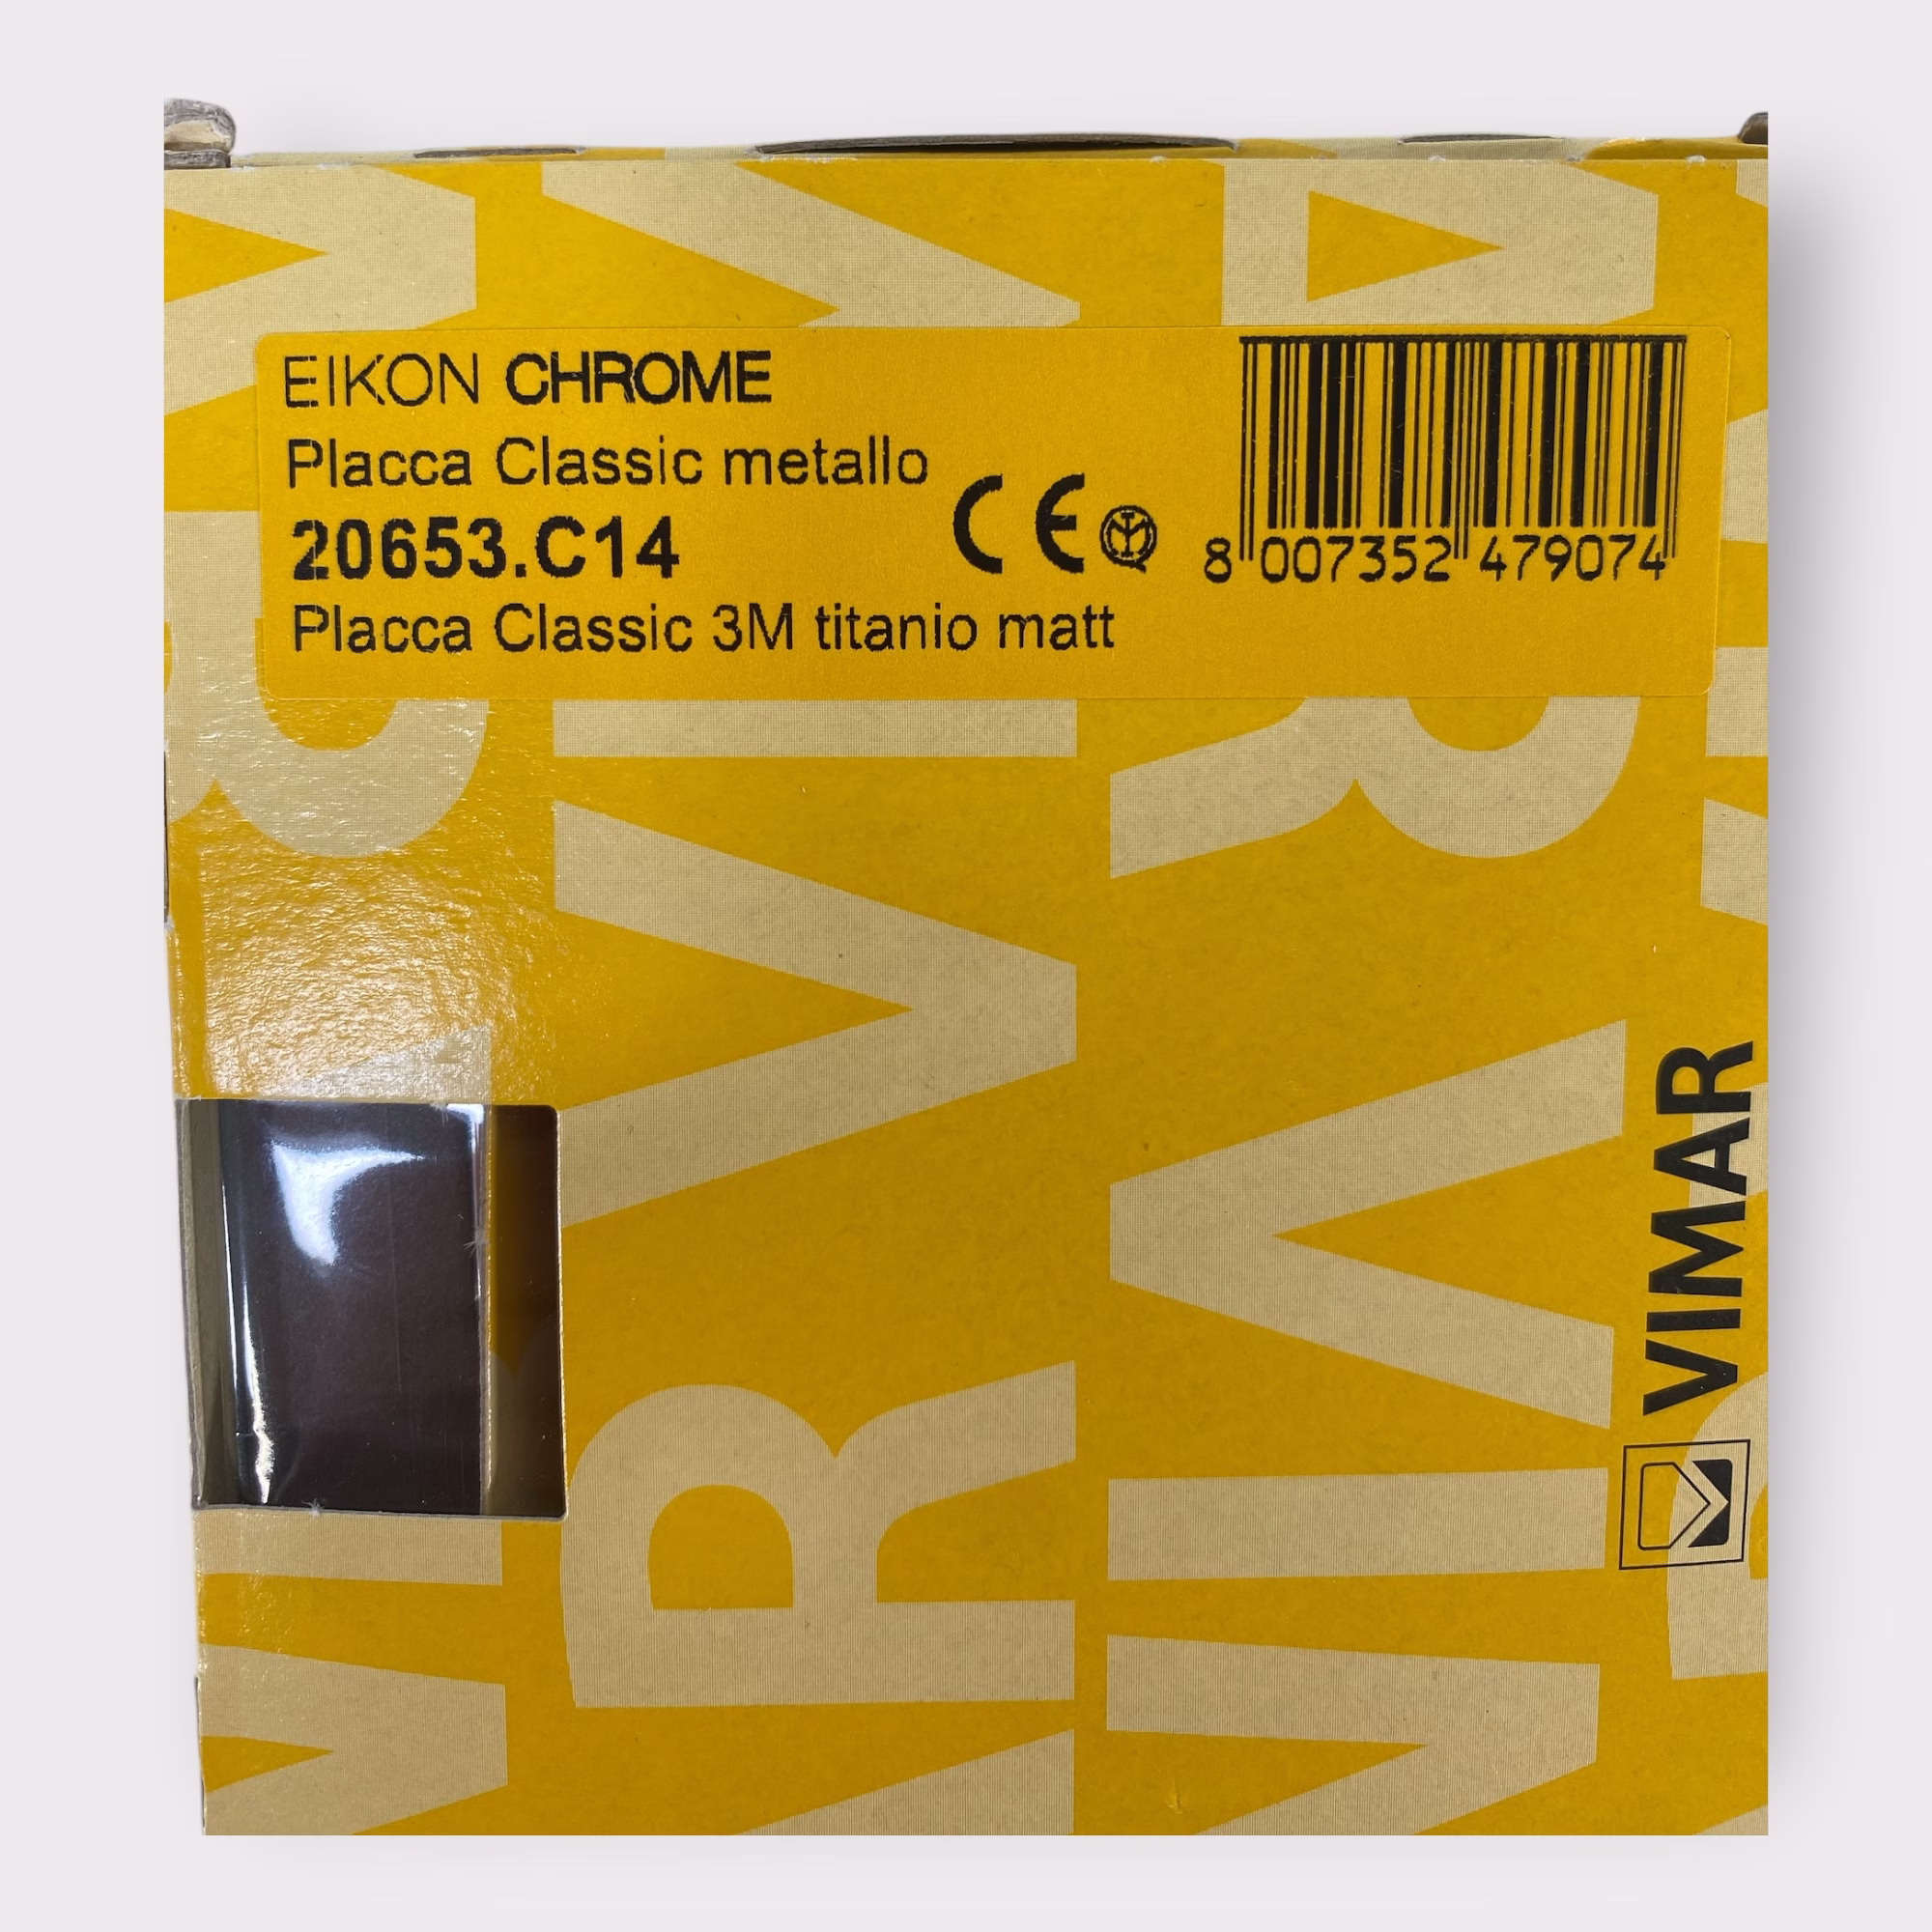 EIKON CHROME
Placca Classic metallo
20653.C14
Placca Classic 3M titanio matt
CE
8 007352 479074
VIMAR